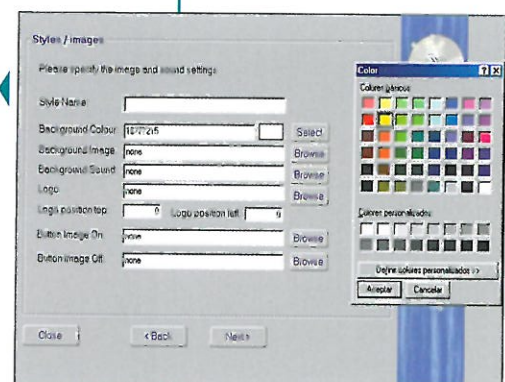 Styles / images
Please specify the image and sound settings
Style Name
Background Colour 16777215 Select
Background Image none Browse
Background Sound none Browse
Logo none Browse
Logo position top 0 Logo position left 0
Button Image On none Browse
Button Image Off none Browse
Close < Back Next >
Color
Colores básicos
Colores personalizados
Definir colores personalizados >>
Aceptar Cancelar